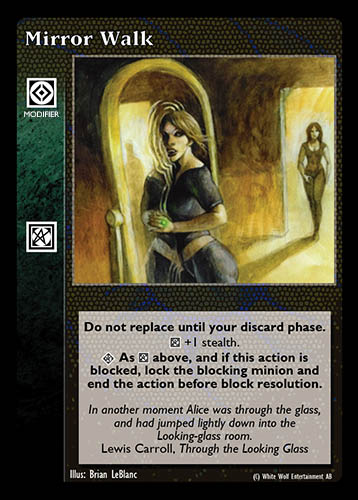 Mirror Walk
MODIFIER
Do not replace until your discard phase.
+1 stealth.
As above, and if this action is
blocked, lock the blocking minion and
end the action before block resolution.
In another moment Alice was through the glass,
and had jumped lightly down into the
Looking-glass room.
Lewis Carroll, Through the Looking Glass
Illus: Brian LeBlanc
(C) White Wolf Entertainment AB